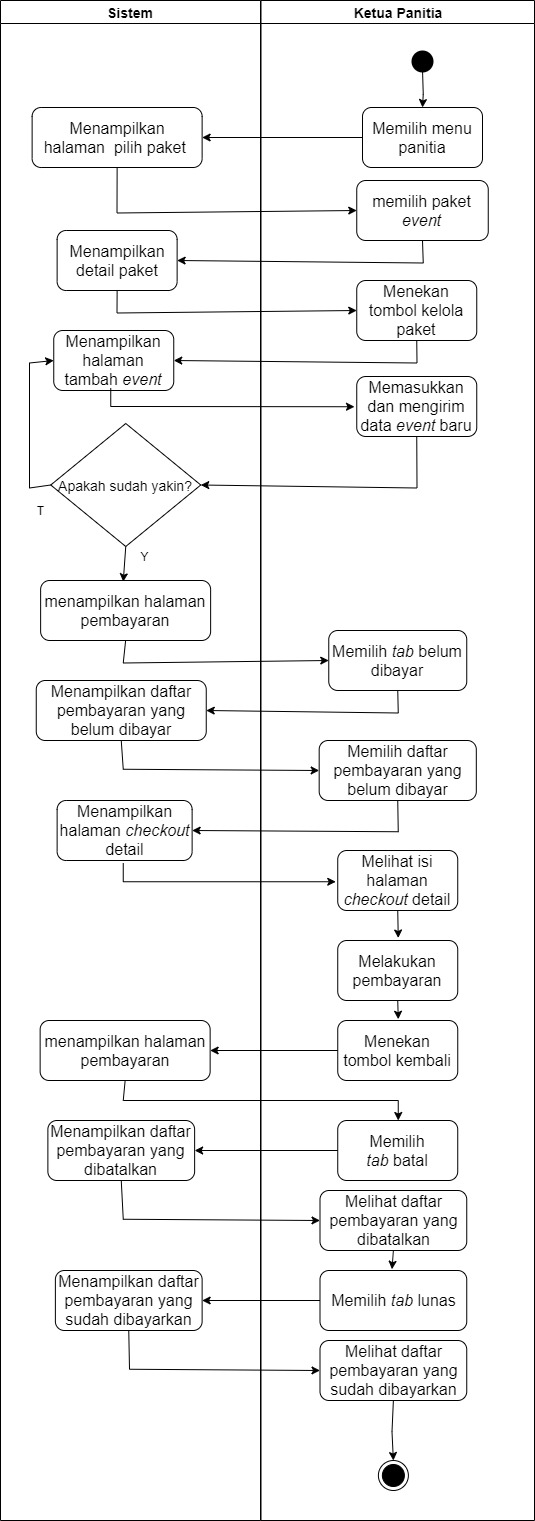 Sistem
Ketua Panitia
Memilih menu
panitia
Menampilkan
halaman pilih paket
memilih paket
event
Menampilkan
detail paket
Menekan
tombol kelola
paket
Menampilkan
halaman
tambah event
Memasukkan
dan mengirim
data event baru
Apakah sudah yakin?
T
Y
menampilkan halaman
pembayaran
Memilih tab belum
dibayar
Menampilkan daftar
pembayaran yang
belum dibayar
Memilih daftar
pembayaran yang
belum dibayar
Menampilkan
halaman checkout
detail
Melihat isi
halaman
checkout detail
Melakukan
pembayaran
Menekan
tombol kembali
menampilkan halaman
pembayaran
Memilih
tab batal
Menampilkan daftar
pembayaran yang
dibatalkan
Melihat daftar
pembayaran yang
dibatalkan
Memilih tab lunas
Menampilkan daftar
pembayaran yang
sudah dibayarkan
Melihat daftar
pembayaran yang
sudah dibayarkan